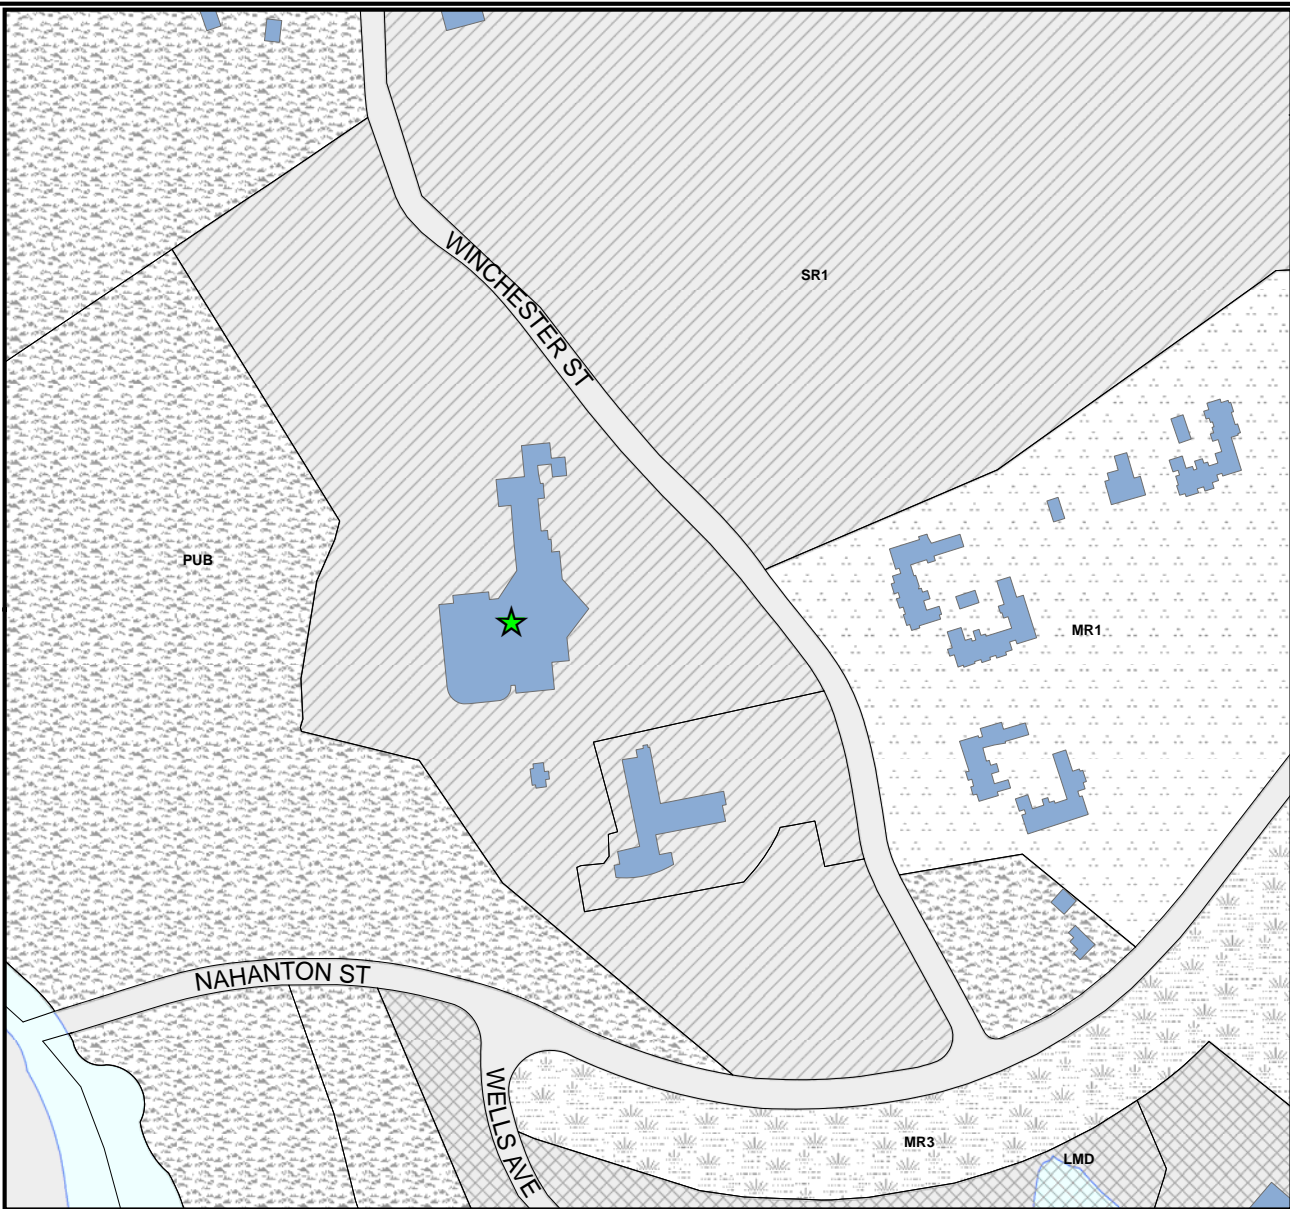 WINCHESTER ST
SR1
PUB
MR1
NAHANTON ST
WELLS AVE
MR3
LMD